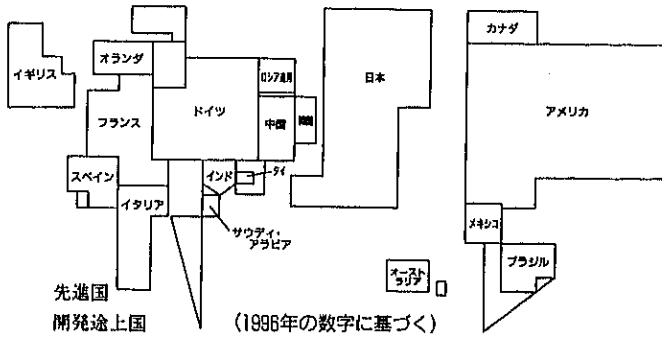 カナダ
オランダ
イギリス
ロシア連邦
日本
ドイツ
アメリカ
フランス
中国
スペイン
インド
タイ
イタリア
メキシコ
サウディ・
アラビア
ブラジル
オースト
ラリア
先進国
開発途上国
(1996年の数字に基づく)